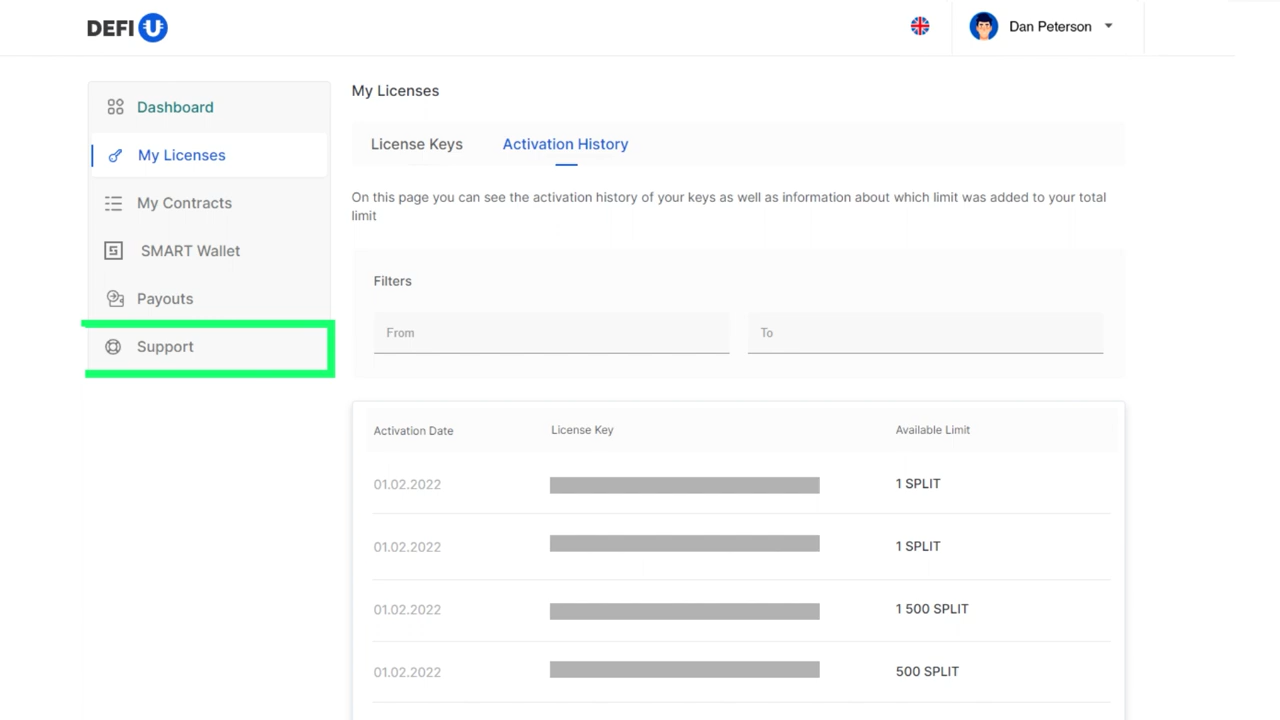 DEFI U
Dan Peterson
Dashboard
My Licenses
My Contracts
SMART Wallet
Payouts
Support
My Licenses
License Keys Activation History
On this page you can see the activation history of your keys as well as information about which limit was added to your total
limit
Filters
From To
Activation Date License Key Available Limit
01.02.2022 1 SPLIT
01.02.2022 1 SPLIT
01.02.2022 1 500 SPLIT
01.02.2022 500 SPLIT